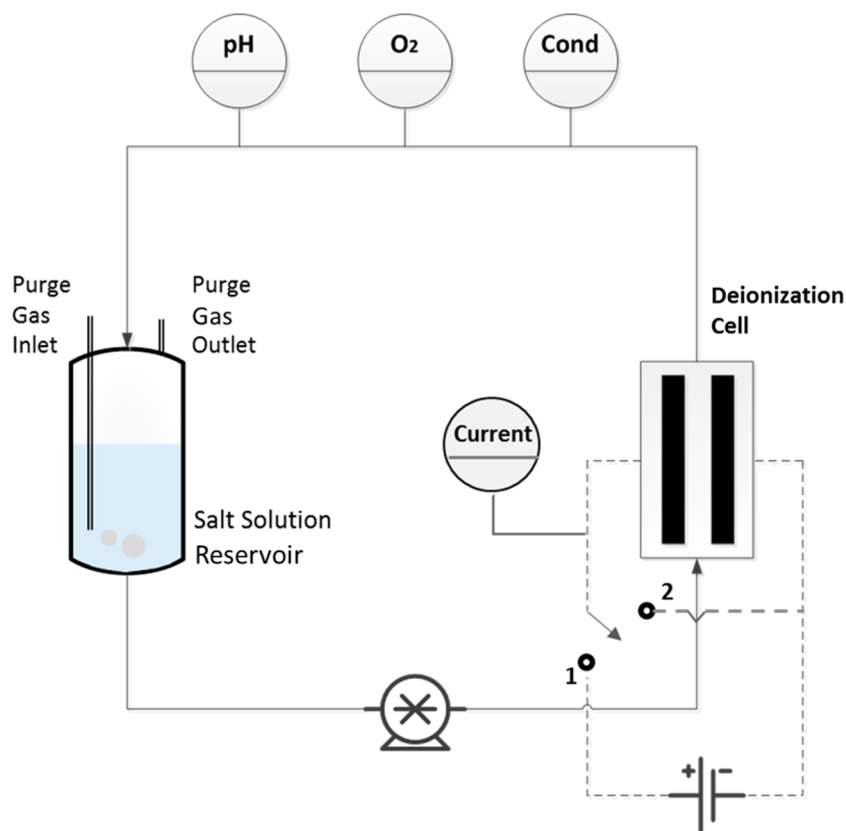 pH
O2
Cond
Purge
Gas
Inlet
Purge
Gas
Outlet
Deionization
Cell
Current
Salt Solution
Reservoir
2
1
+ −